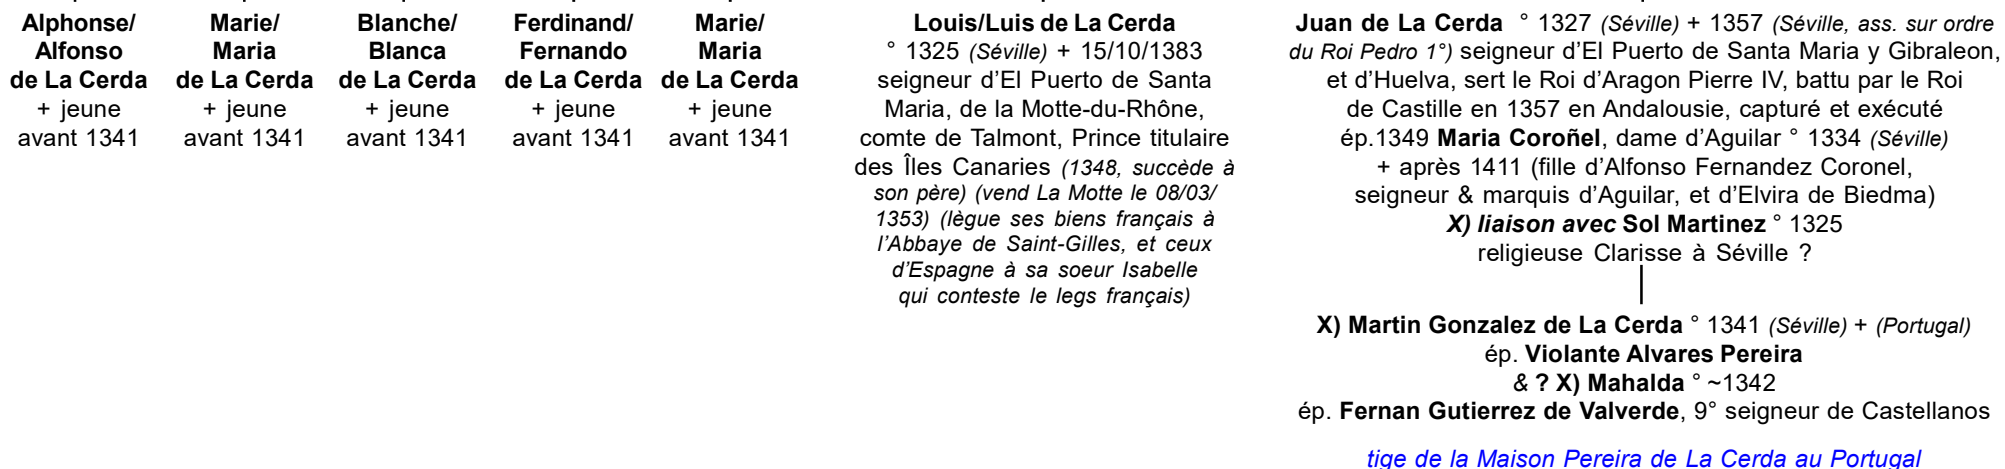 Alphonse/
Alfonso
de La Cerda
+ jeune
avant 1341
Marie/
Maria
de La Cerda
+ jeune
avant 1341
Blanche/
Blanca
de La Cerda
+ jeune
avant 1341
Ferdinand/
Fernando
de La Cerda
+ jeune
avant 1341
Marie/
Maria
de La Cerda
+ jeune
avant 1341
Louis/Luis de La Cerda
° 1325 (Séville) + 15/10/1383
seigneur d’El Puerto de Santa
Maria, de la Motte-du-Rhône,
comte de Talmont, Prince titulaire
des Îles Canaries (1348, succède à
son père) (vend La Motte le 08/03/
1353) (lègue ses biens français à
l’Abbaye de Saint-Gilles, et ceux
d’Espagne à sa soeur Isabelle
qui conteste le legs français)
Juan de La Cerda ° 1327 (Séville) + 1357 (Séville, ass. sur ordre
du Roi Pedro 1°) seigneur d’El Puerto de Santa Maria y Gibraleon,
et d’Huelva, sert le Roi d’Aragon Pierre IV, battu par le Roi
de Castille en 1357 en Andalousie, capturé et exécuté
ép.1349 Maria Coroñel, dame d’Aguilar ° 1334 (Séville)
+ après 1411 (fille d’Alfonso Fernandez Coronel,
seigneur & marquis d’Aguilar, et d’Elvira de Biedma)
X) liaison avec Sol Martinez ° 1325
religieuse Clarisse à Séville ?
X) Martin Gonzalez de La Cerda ° 1341 (Séville) + (Portugal)
ép. Violante Alvares Pereira
& ? X) Mahalda ° ~1342
ép. Fernan Gutierrez de Valverde, 9° seigneur de Castellanos
tige de la Maison Pereira de La Cerda au Portugal